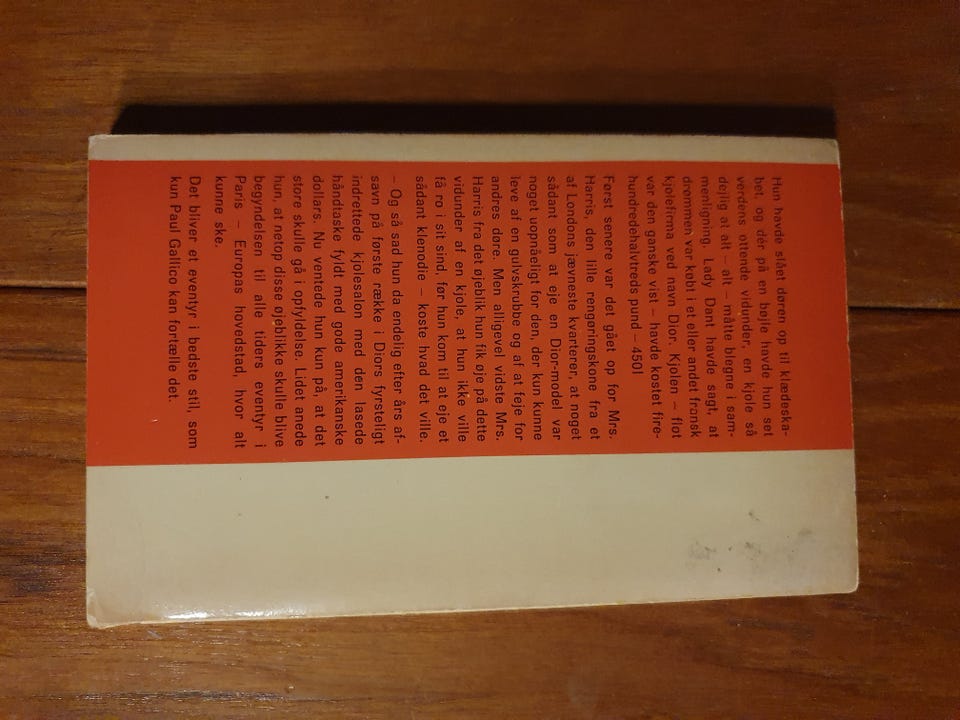 Hun havde slået døren op til klædeska-
bet, og dér på en bøjle havde hun set
verdens ottende vidunder, en kjole så
dejlig at alt – alt – måtte blegne i sam-
menligning. Lady Dant havde sagt, at
drømmen var købt i et eller andet fransk
kjolefirma ved navn Dior. Kjolen – flot
var den ganske vist – havde kostet fire-
hundredehalvtreds pund – 450!
Først senere var det gået op for Mrs.
Harris, den lille rengøringskone fra et
af Londons jævneste kvarterer, at noget
sådant som at eje en Dior-model var
noget uopnåeligt for den, der kun kunne
leve af en gulvskrubbe og af at feje for
andres døre. Men alligevel vidste Mrs.
Harris fra det øjeblik hun fik øje på dette
vidunder af en kjole, at hun ikke ville
få ro i sit sind, før hun kom til at eje et
sådant klenodie – koste hvad det ville.
– Og så sad hun da endelig efter års af-
savn på første række i Diors fyrsteligt
indrettede kjolesalon med den lasede
håndtaske fyldt med gode amerikanske
dollars. Nu ventede hun kun på, at det
store skulle gå i opfyldelse. Lidet anede
hun, at netop disse øjeblikke skulle blive
begyndelsen til alle tiders eventyr i
Paris – Europas hovedstad, hvor alt
kunne ske.
Det bliver et eventyr i bedste stil, som
kun Paul Gallico kan fortælle det.